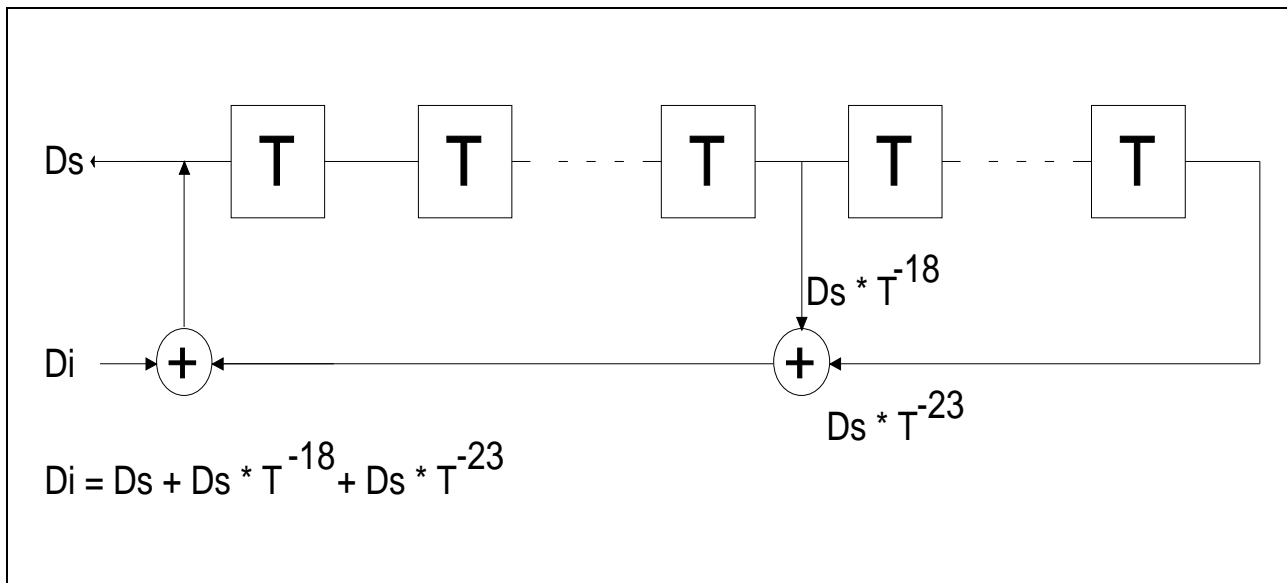 T T T T T
Ds
Ds * T-18
Di + +
Ds * T-23
Di = Ds + Ds * T-18 + Ds * T-23